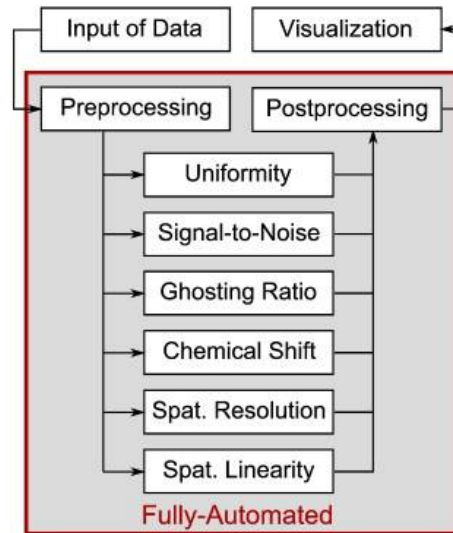 Input of Data
Visualization
Preprocessing
Postprocessing
Uniformity
Signal-to-Noise
Ghosting Ratio
Chemical Shift
Spat. Resolution
Spat. Linearity
Fully-Automated